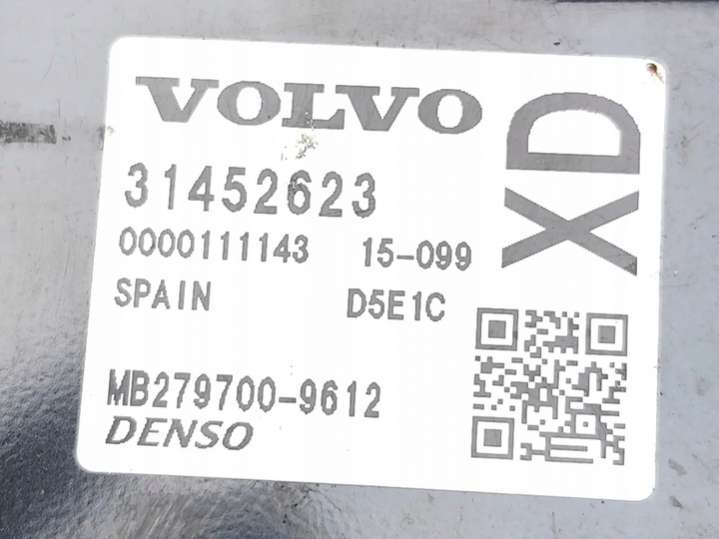 VOLVO
31452623
0000111143 15-099
SPAIN D5E1C
MB279700-9612
DENSO
XD